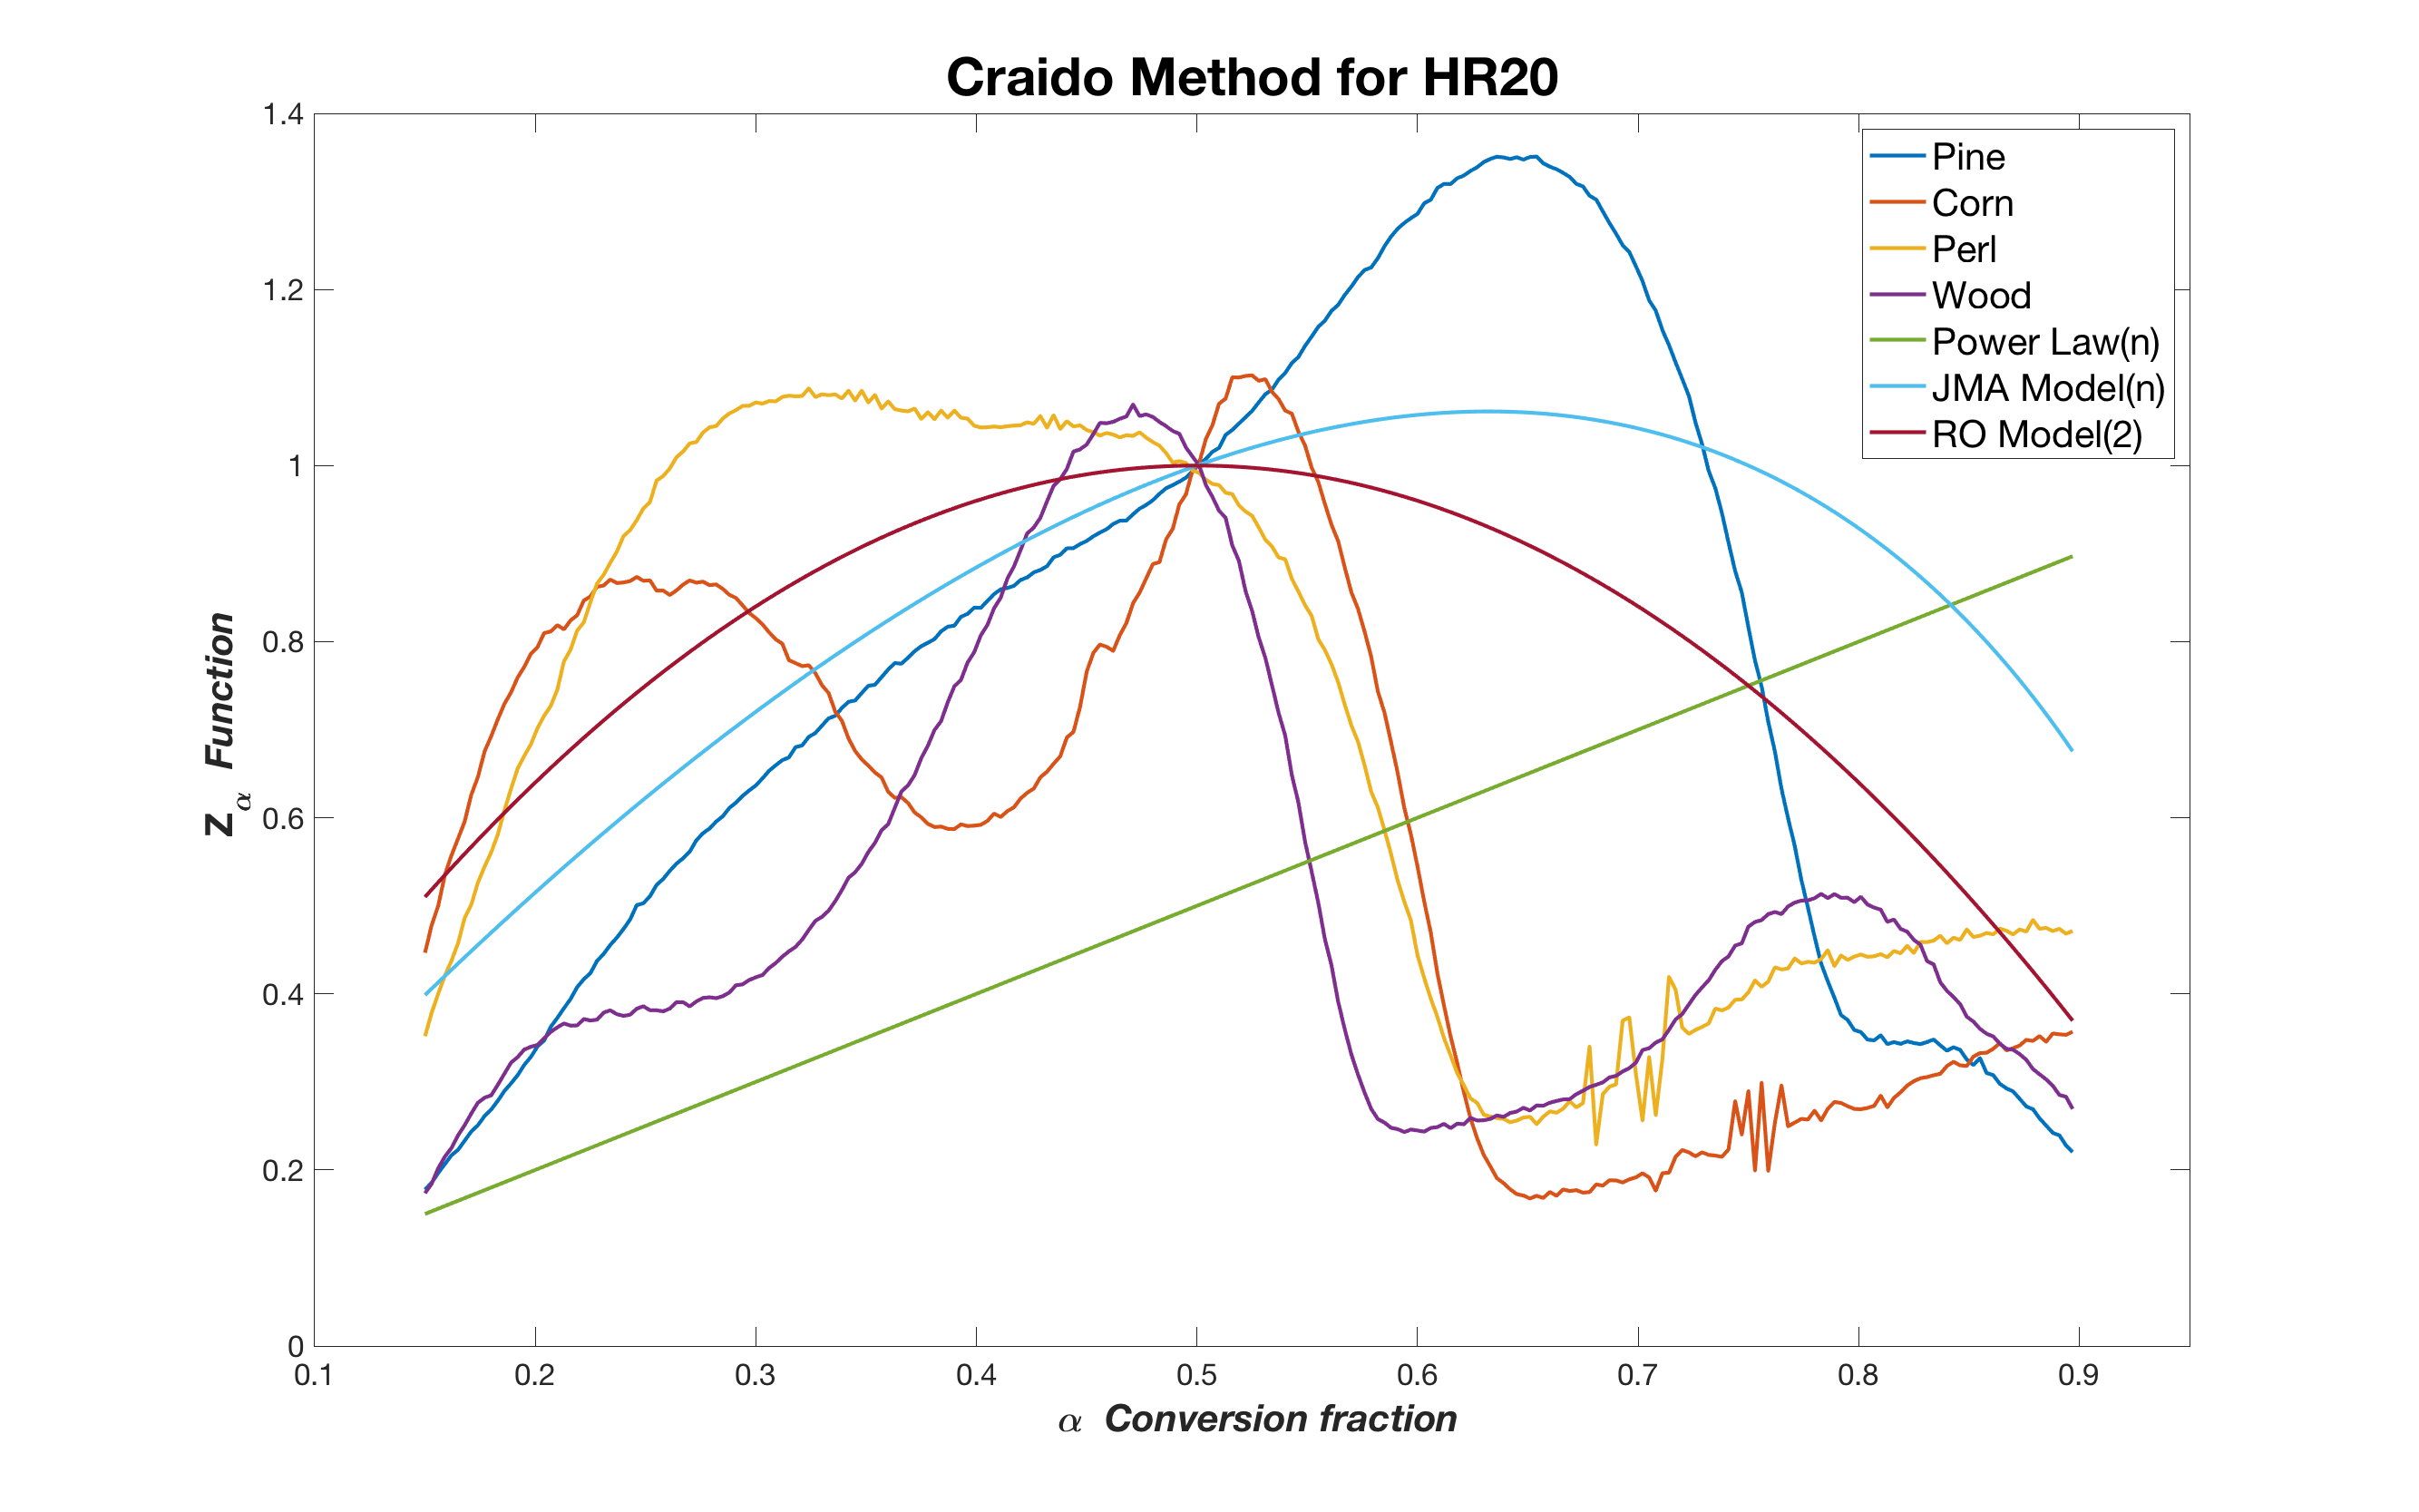 Craido Method for HR20
1.4
1.2
1
0.8
0.6
0.4
0.2
0
Z α Function
0.1 0.2 0.3 0.4 0.5 0.6 0.7 0.8 0.9
α Conversion fraction
Pine
Corn
Perl
Wood
Power Law(n)
JMA Model(n)
RO Model(2)